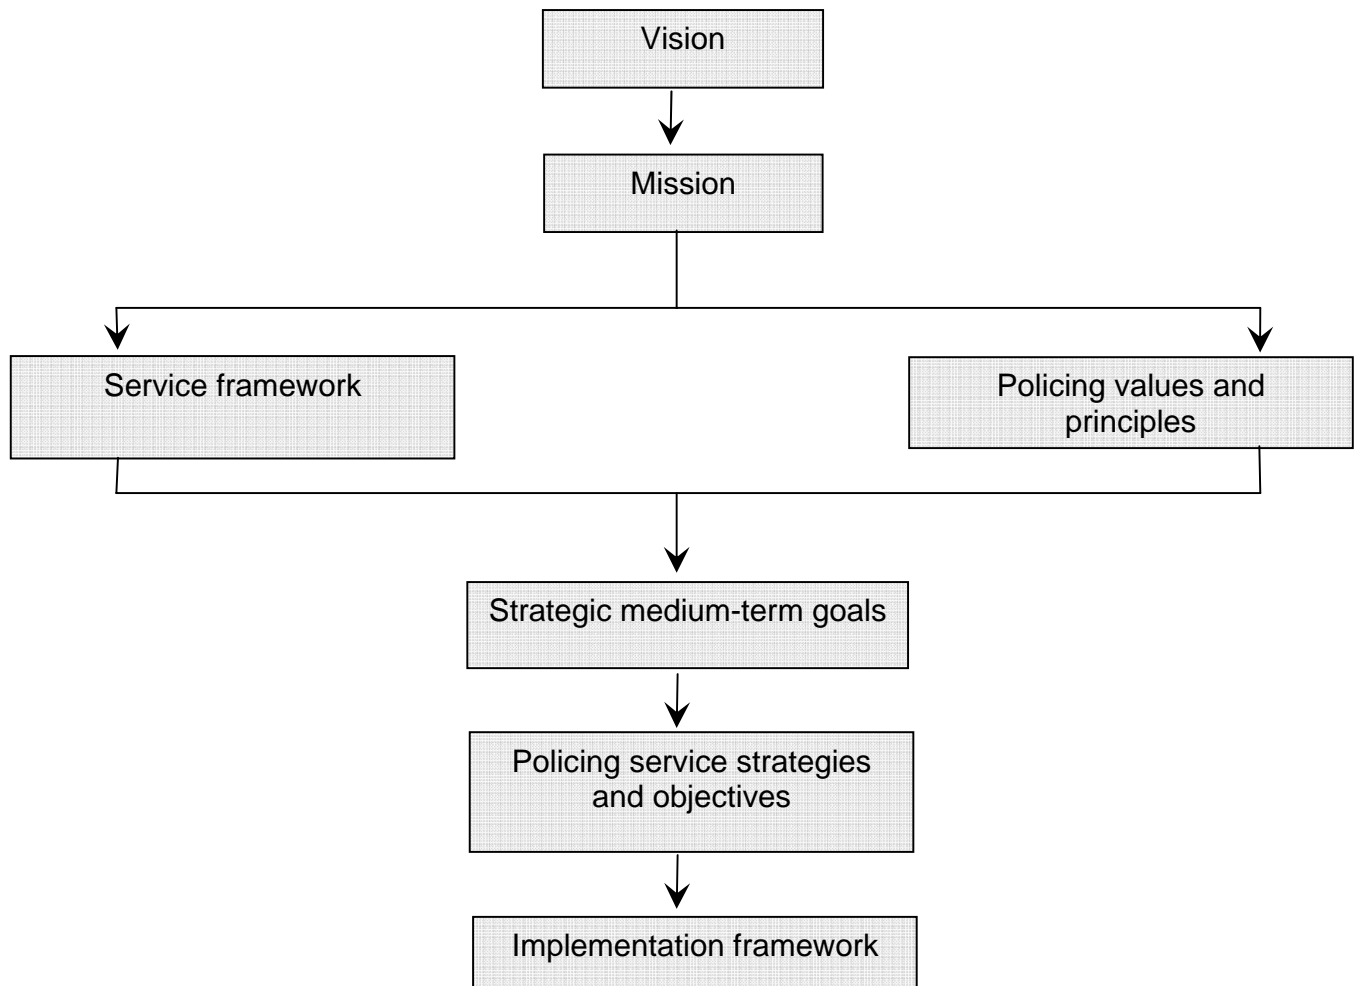 Vision
Mission
Service framework
Policing values and
principles
Strategic medium-term goals
Policing service strategies
and objectives
Implementation framework